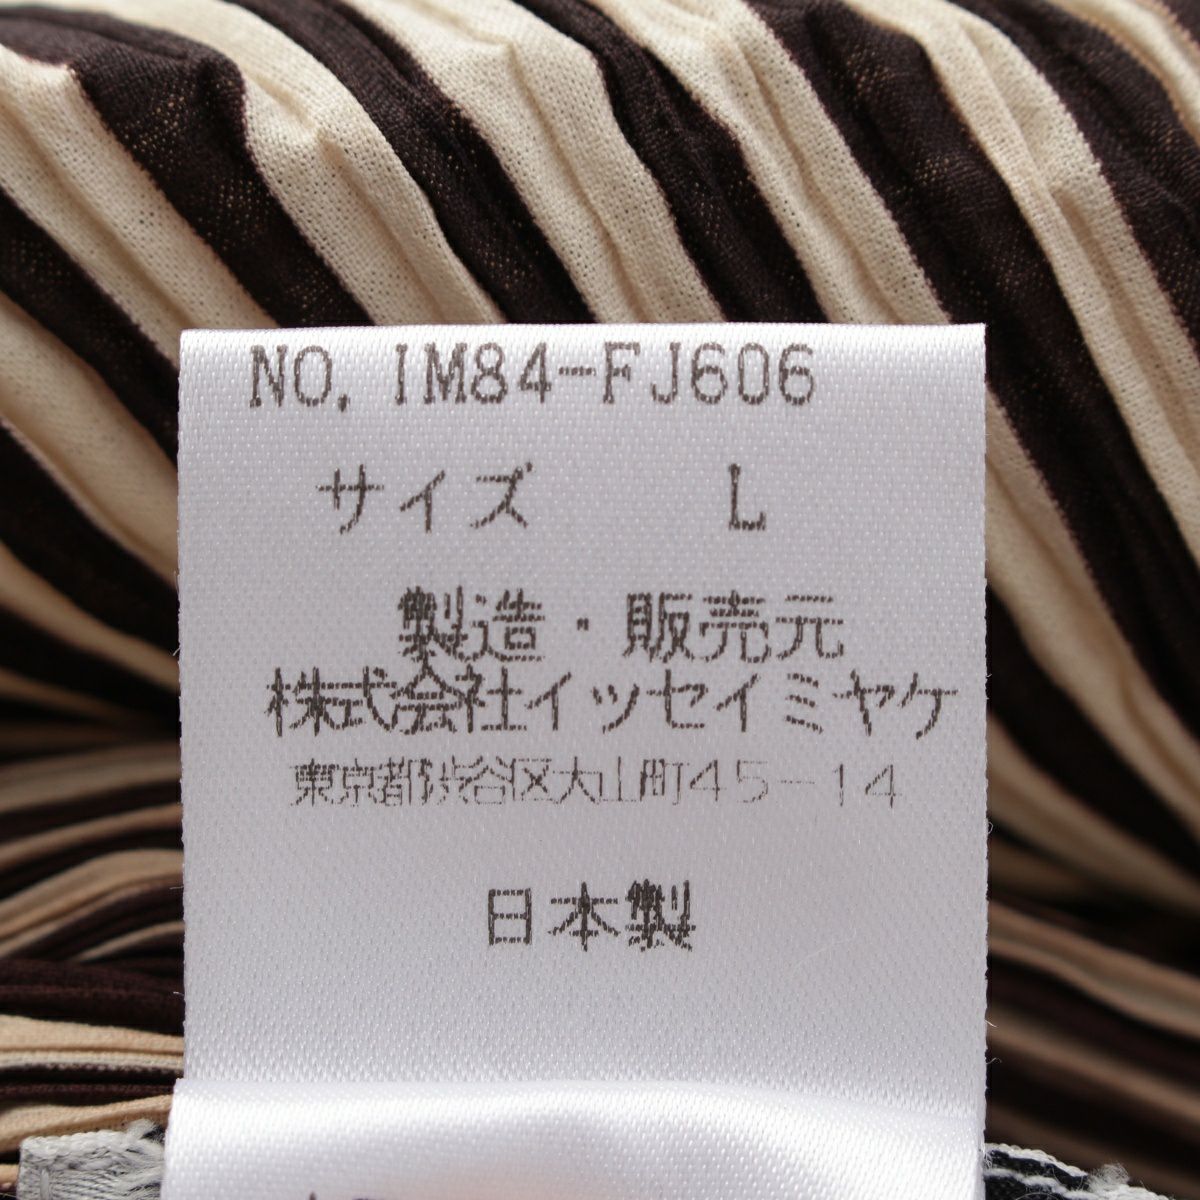 NO. IM84-FJ606
サイズ L
製造・販売元
株式会社イッセイミヤケ
東京都渋谷区大山町45-14
日本製